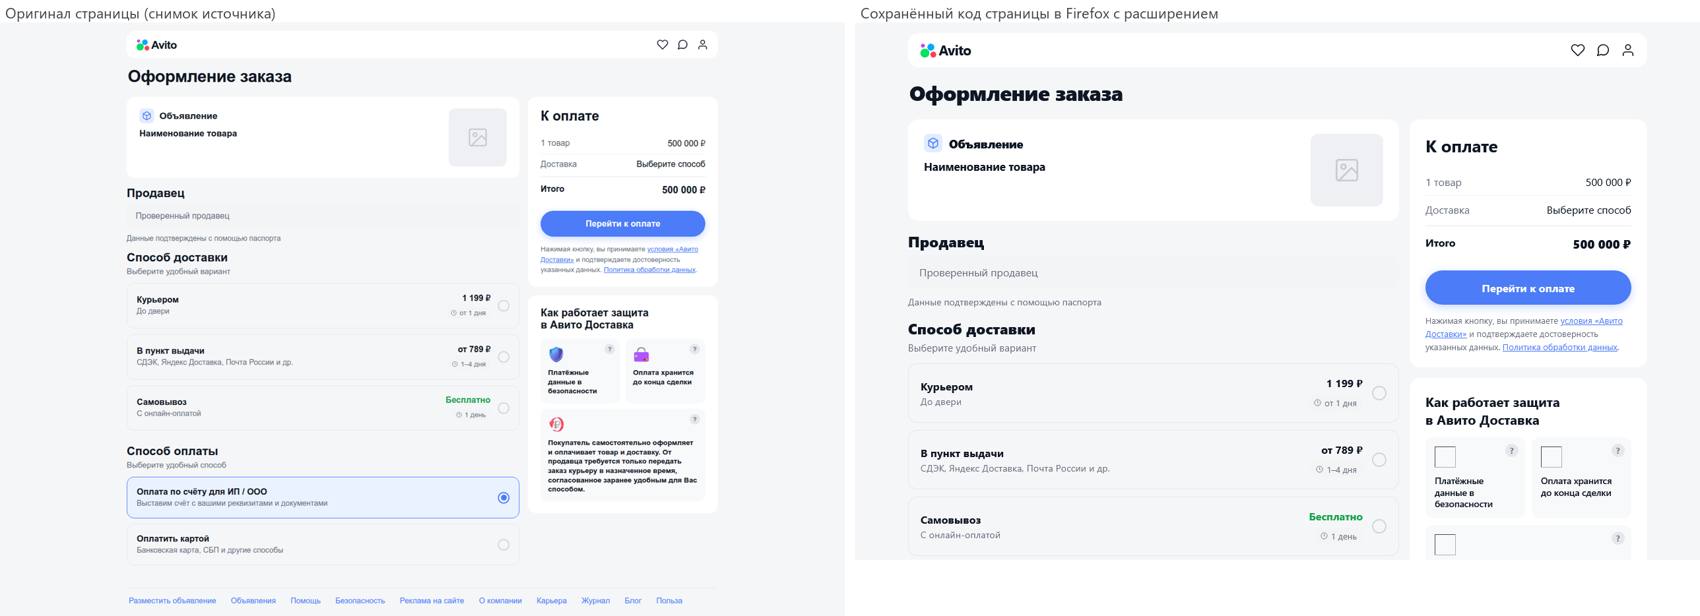 Оригинал страницы (снимок источника)
Avito
Оформление заказа
Объявление
Наименование товара
К оплате
1 товар 500 000 ₽
Доставка Выберите способ
Итого 500 000 ₽
Перейти к оплате
Нажимая кнопку, вы принимаете условия «Авито
Доставки» и подтверждаете достоверность
указанных данных. Политика обработки данных.
Продавец
Проверенный продавец
Данные подтверждены с помощью паспорта
Способ доставки
Выберите удобный вариант
Курьером 1 199 ₽
До двери от 1 дня
В пункт выдачи от 789 ₽
СДЭК, Яндекс Доставка, Почта России и др. 1–4 дня
Самовывоз Бесплатно
С онлайн-оплатой 1 день
Как работает защита
в Авито Доставка
?
Платёжные
данные в
безопасности
?
Оплата хранится
до конца сделки
?
Покупатель самостоятельно оформляет
и оплачивает товар и доставку. От
продавца требуется только передать
заказ курьеру в назначенное время,
согласованное заранее удобным для Вас
способом.
Способ оплаты
Выберите удобный способ
Оплата по счёту для ИП / ООО
Выставим счёт с вашими реквизитами и документами
Оплатить картой
Банковская карта, СБП и другие способы
Разместить объявление Объявления Помощь Безопасность Реклама на сайте О компании Карьера Журнал Блог Польза
Сохранённый код страницы в Firefox с расширением
Avito
Оформление заказа
Объявление
Наименование товара
К оплате
1 товар 500 000 ₽
Доставка Выберите способ
Итого 500 000 ₽
Перейти к оплате
Нажимая кнопку, вы принимаете условия «Авито
Доставки» и подтверждаете достоверность
указанных данных. Политика обработки данных.
Продавец
Проверенный продавец
Данные подтверждены с помощью паспорта
Способ доставки
Выберите удобный вариант
Курьером 1 199 ₽
До двери от 1 дня
В пункт выдачи от 789 ₽
СДЭК, Яндекс Доставка, Почта России и др. 1–4 дня
Самовывоз Бесплатно
С онлайн-оплатой 1 день
Как работает защита
в Авито Доставка
?
Платёжные
данные в
безопасности
?
Оплата хранится
до конца сделки
?